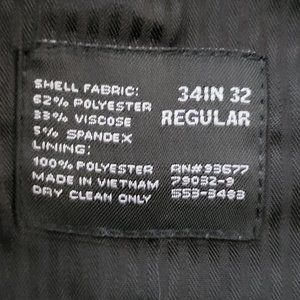 SHELL FABRIC:
62% POLYESTER
33% VISCOSE
5% SPANDEX
LINING:
100% POLYESTER
MADE IN VIETNAM
DRY CLEAN ONLY
34IN 32
REGULAR
RN#93677
79032-9
553-3483